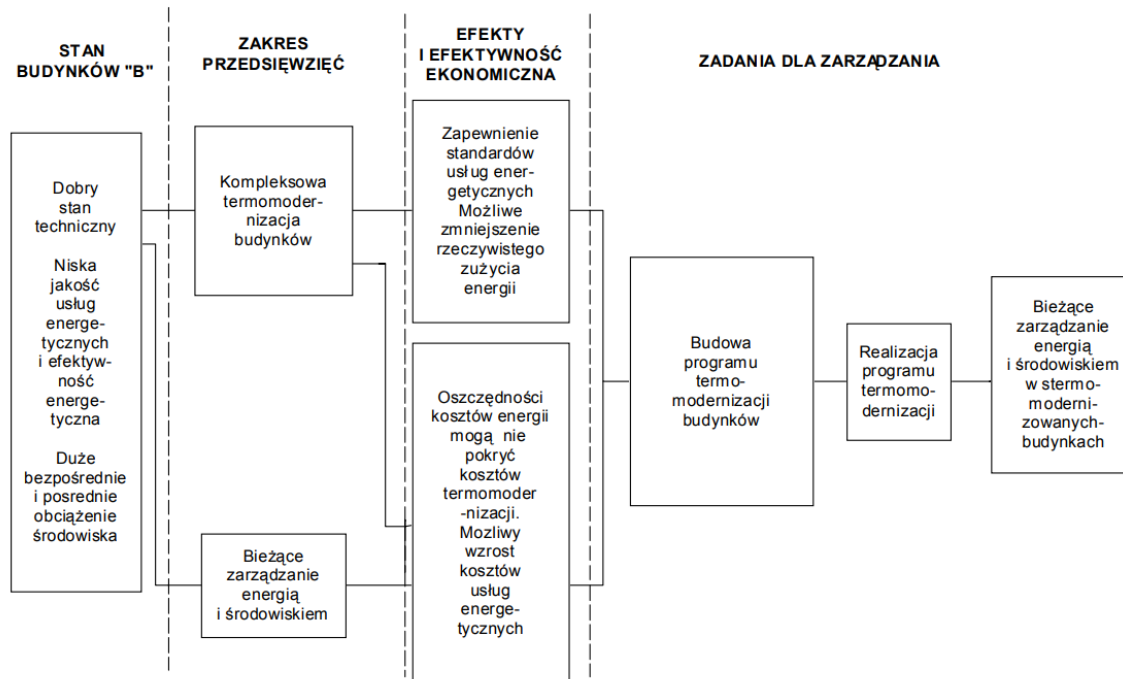 STAN
BUDYNKÓW "B"
ZAKRES
PRZEDSIĘWZIĘĆ
EFEKTY
I EFEKTYWNOŚĆ
EKONOMICZNA
ZADANIA DLA ZARZĄDZANIA
Dobry
stan
techniczny
Niska
jakość
usług
energe-
tycznych
i efektyw-
ność
energe-
tyczna
Duże
bezpośrednie
i posrednie
obciążenie
środowiska
Kompleksowa
termomoder-
nizacja
budynków
Bieżące
zarządzanie
energią
i środowiskiem
Zapewnienie
standardów
usług ener-
getycznych
Możliwe
zmniejszenie
rzeczywistego
zużycia
energii
Oszczędności
kosztów energii
mogą nie
pokryć
kosztów
termomoder
-nizacji.
Mozliwy
wzrost
kosztów
usług
energe-
tycznych
Budowa
programu
termo-
modernizacji
budynków
Realizacja
programu
termomo-
dernizacji
Bieżące
zarządzanie
energią
i środowiskiem
w stermo-
moderni-
zowanych-
budynkach